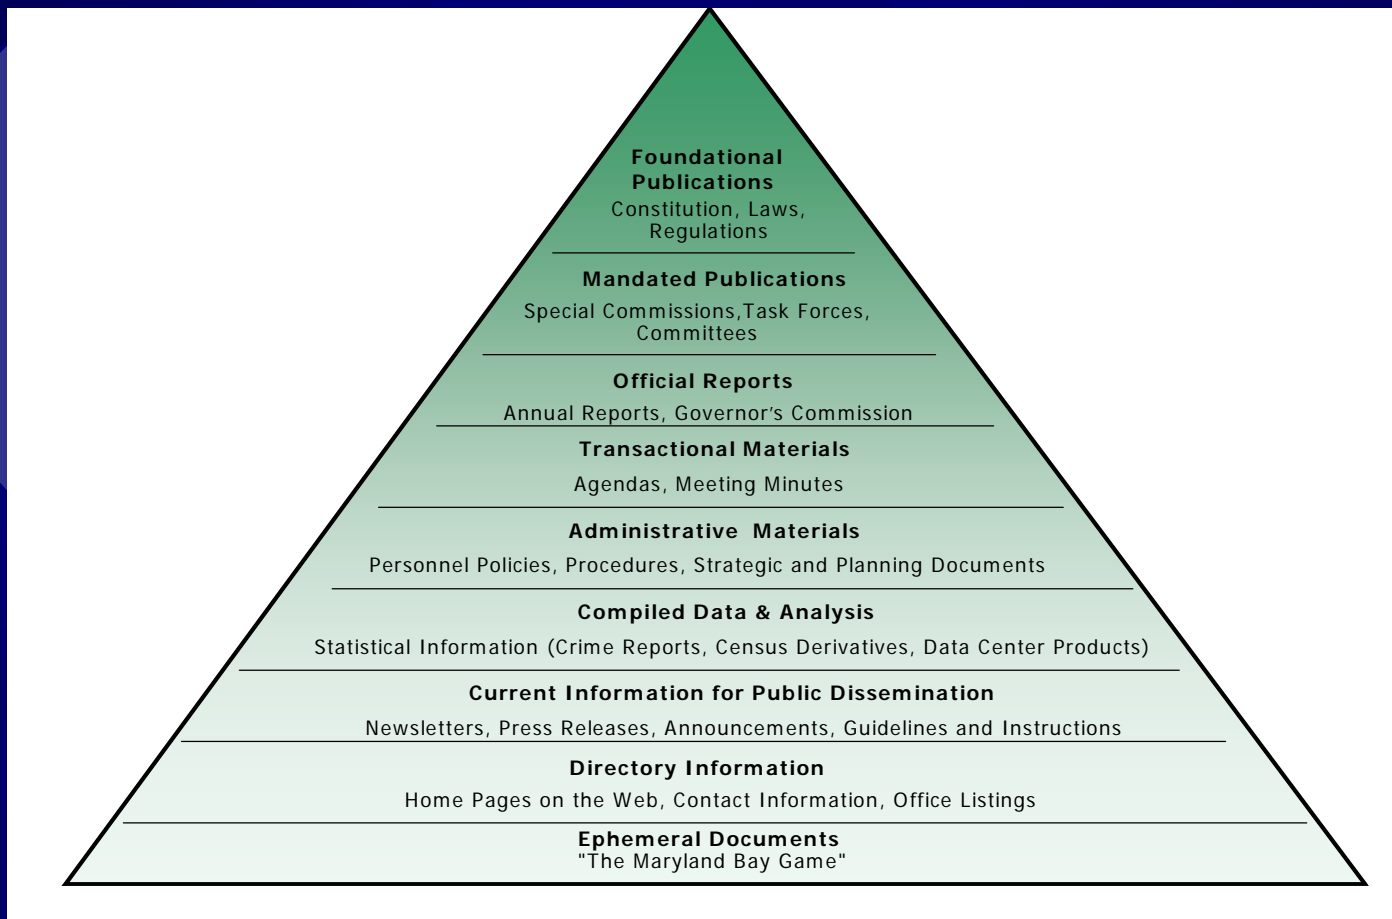 Foundational
Publications
Constitution, Laws,
Regulations
Mandated Publications
Special Commissions,Task Forces,
Committees
Official Reports
Annual Reports, Governor’s Commission
Transactional Materials
Agendas, Meeting Minutes
Administrative Materials
Personnel Policies, Procedures, Strategic and Planning Documents
Compiled Data & Analysis
Statistical Information (Crime Reports, Census Derivatives, Data Center Products)
Current Information for Public Dissemination
Newsletters, Press Releases, Announcements, Guidelines and Instructions
Directory Information
Home Pages on the Web, Contact Information, Office Listings
Ephemeral Documents
"The Maryland Bay Game"